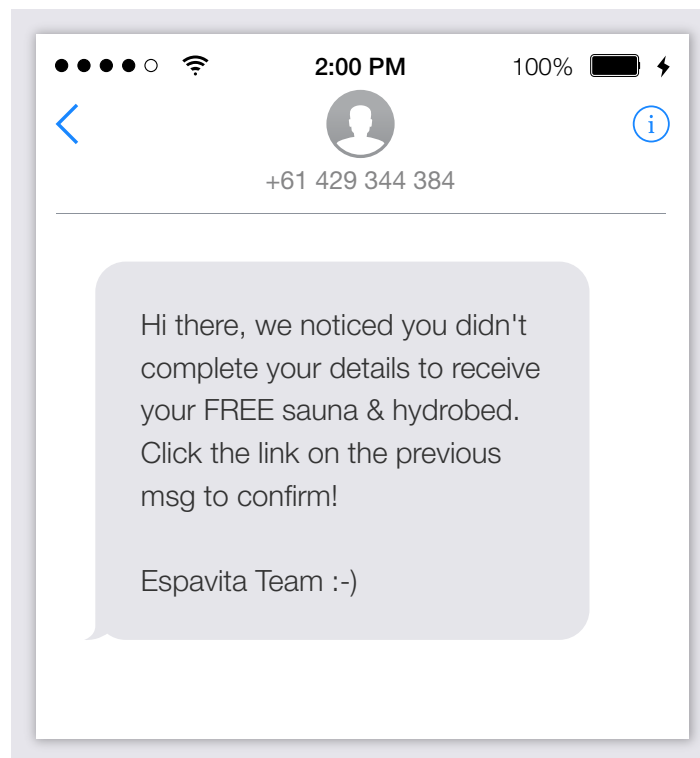 2:00 PM
100%
i
+61 429 344 384
Hi there, we noticed you didn't
complete your details to receive
your FREE sauna & hydrobed.
Click the link on the previous
msg to confirm!
Espavita Team :-)